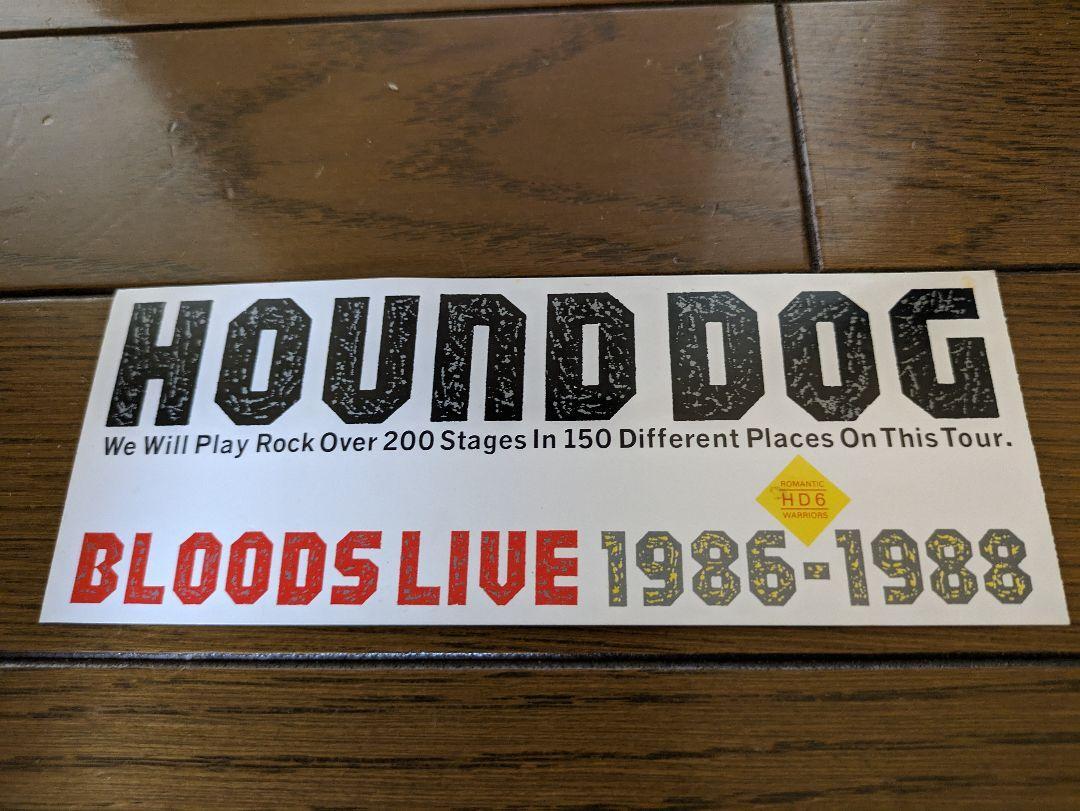 HOUND DOG
We Will Play Rock Over 200 Stages In 150 Different Places On This Tour.
ROMANTIC
HD6
WARRIORS
BLOODS LIVE 1986-1988